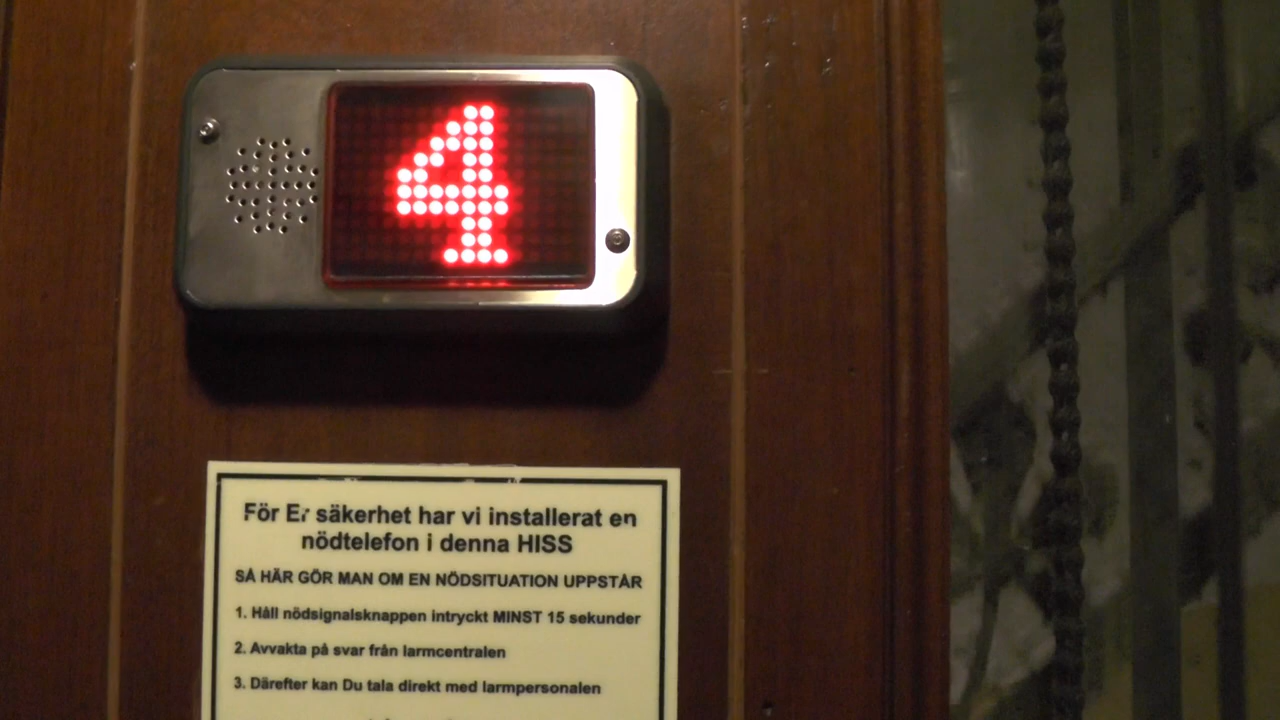 4
För Er säkerhet har vi installerat en
nödtelefon i denna HISS
SÅ HÄR GÖR MAN OM EN NÖDSITUATION UPPSTÅR
1. Håll nödsignalsknappen intryckt MINST 15 sekunder
2. Avvakta på svar från larmcentralen
3. Därefter kan Du tala direkt med larmpersonalen